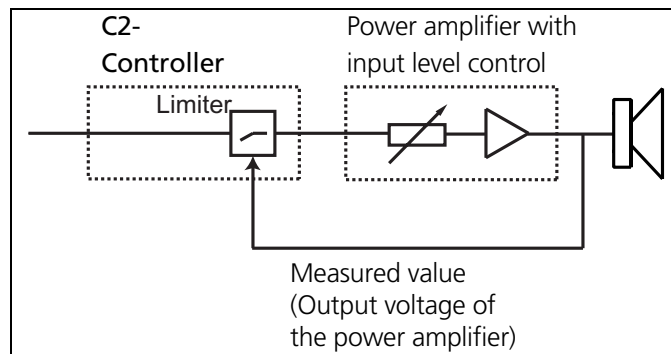 C2-
Controller
Power amplifier with
input level control
Limiter
Measured value
(Output voltage of
the power amplifier)